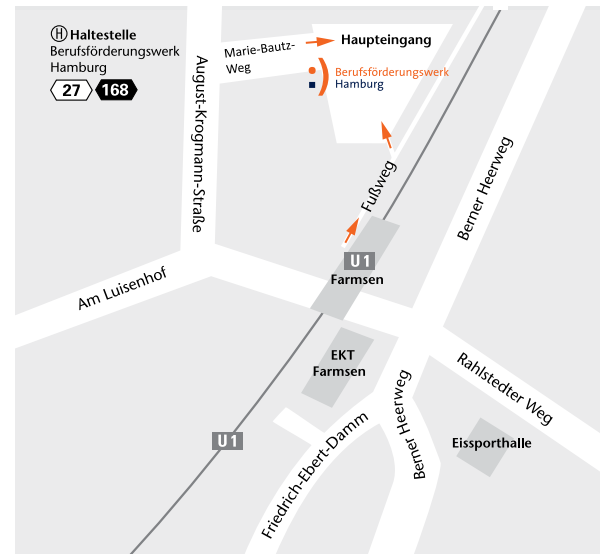 H Haltestelle
Berufsförderungswerk
Hamburg
27 168
August-Krogmann-Straße
Marie-Bautz-
Weg
Haupteingang
Berufsförderungswerk
Hamburg
Berner Heerweg
Fußweg
U1
Farmsen
Am Luisenhof
EKT
Farmsen
Rahlstedter Weg
Berner Heerweg
Eissporthalle
U1
Friedrich-Ebert-Damm